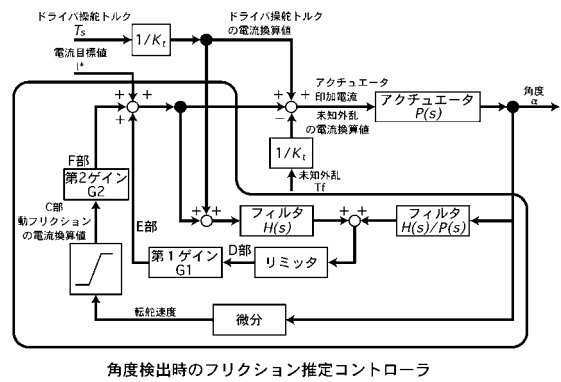 ドライバ操舵トルク
Ts
1/Kt
ドライバ操舵トルク
の電流換算値
電流目標値
I*
+ +
+
アクチュエータ
印加電流
+ +
−
アクチュエータ
P(s)
角度
α
未知外乱
の電流換算値
1/Kt
未知外乱
Tf
F部
第2ゲイン
G2
C部
動フリクション
の電流換算値
E部
+ +
フィルタ
H(s)
+ +
フィルタ
H(s)/P(s)
第1ゲイン
G1
D部
リミッタ
転舵速度
微分
角度検出時のフリクション推定コントローラ